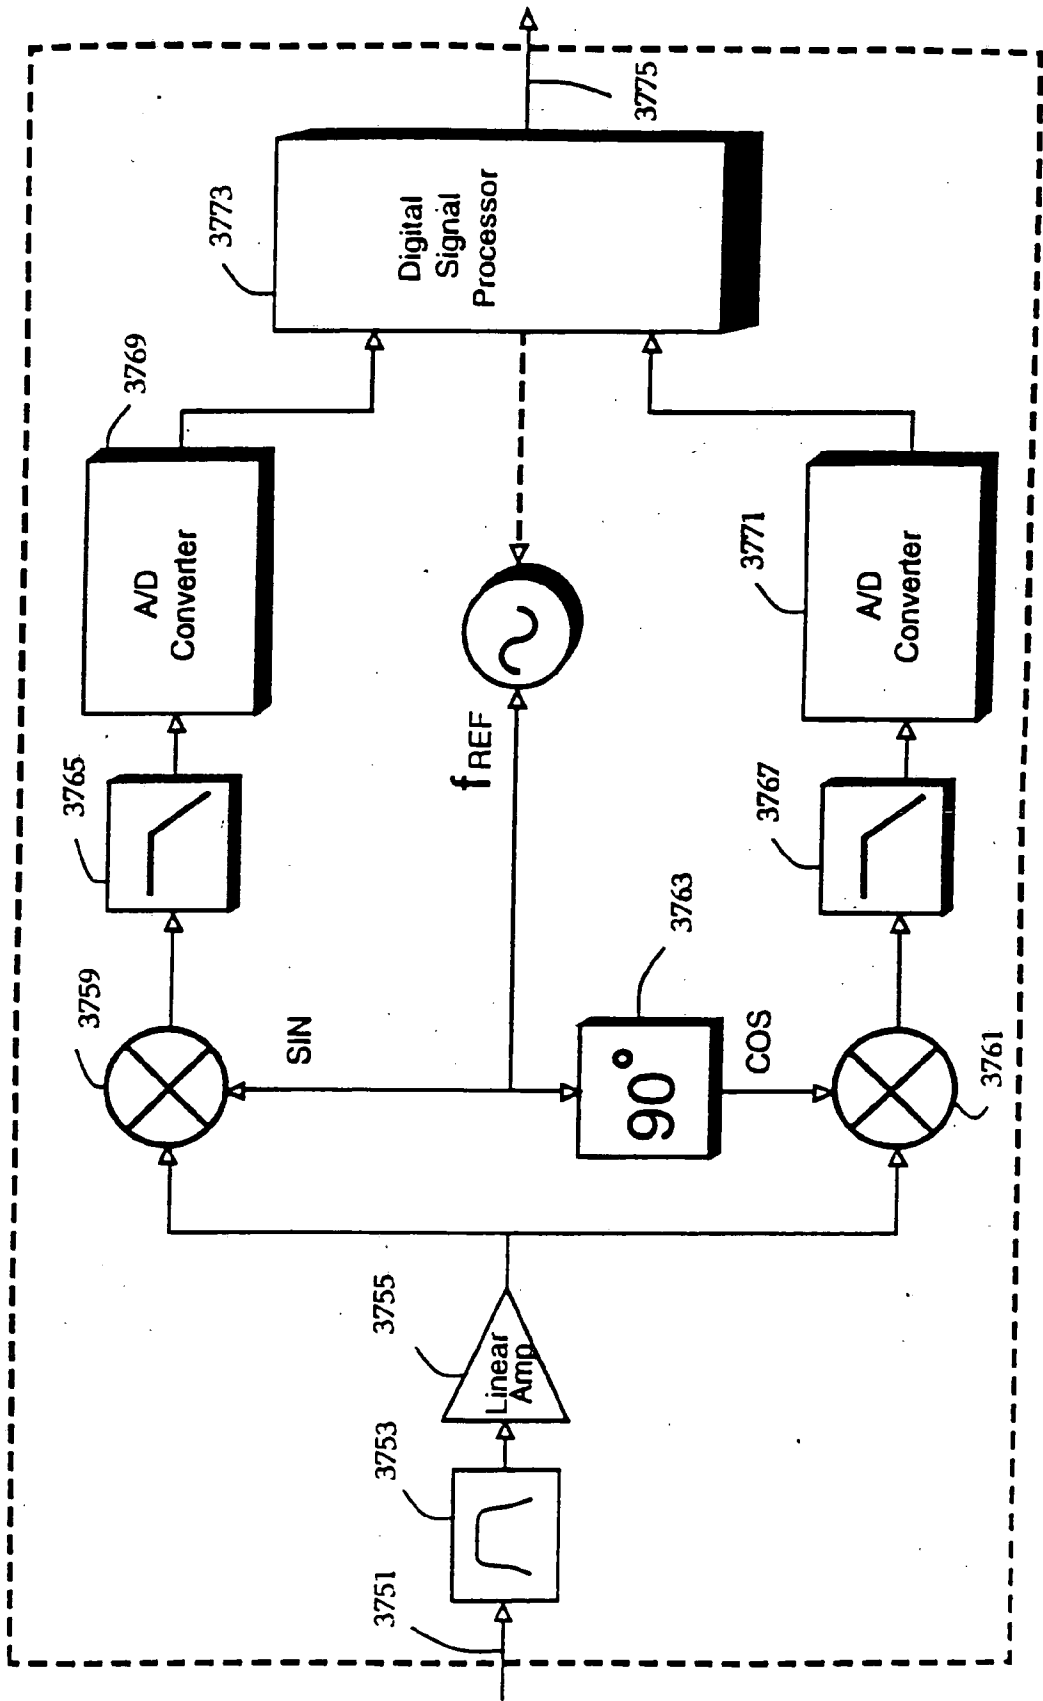 3751
3753
3755
Linear
Amp
3759
SIN
90°
3763
COS
3761
3765
fREF
3767
A/D
Converter
3769
A/D
Converter
3771
Digital
Signal
Processor
3773
3775